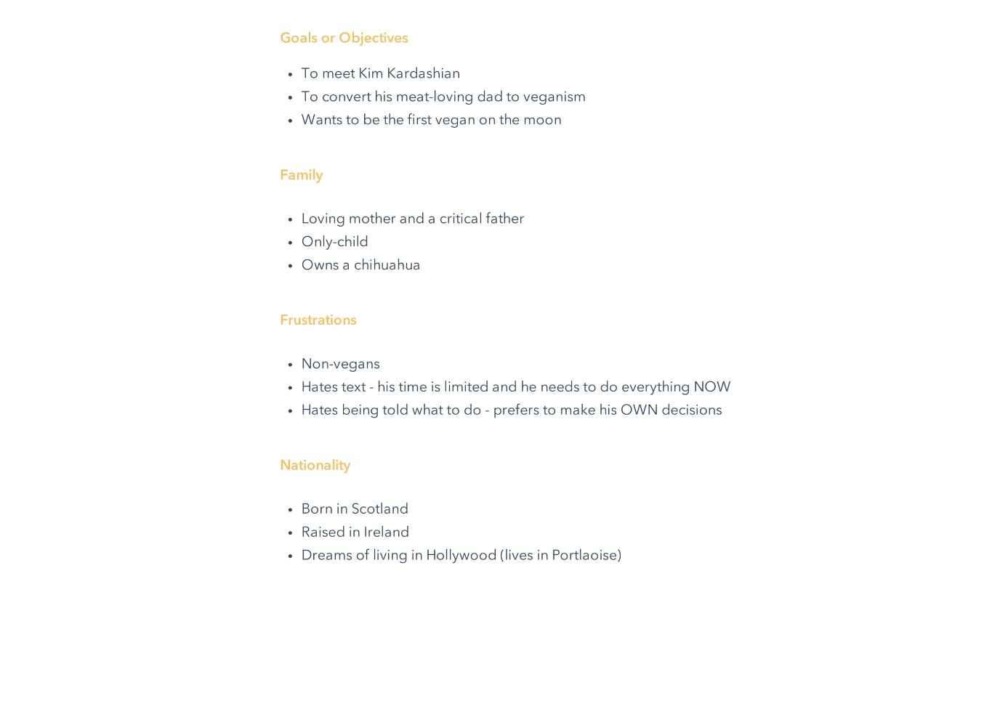 Goals or Objectives
• To meet Kim Kardashian
• To convert his meat-loving dad to veganism
• Wants to be the first vegan on the moon
Family
• Loving mother and a critical father
• Only-child
• Owns a chihuahua
Frustrations
• Non-vegans
• Hates text - his time is limited and he needs to do everything NOW
• Hates being told what to do - prefers to make his OWN decisions
Nationality
• Born in Scotland
• Raised in Ireland
• Dreams of living in Hollywood (lives in Portlaoise)